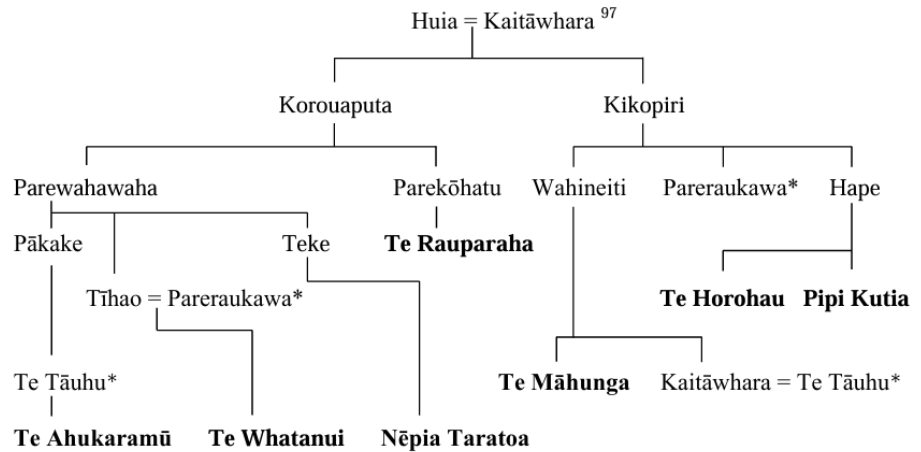 Huia = Kaitāwhara 97
Korouaputa Kikopiri
Parewahawaha Parekōhatu Wahineiti Pareraukawa* Hape
Pākake Teke Te Rauparaha
Tīhao = Pareraukawa* Te Horohau Pipi Kutia
Te Tāuhu* Te Māhunga Kaitāwhara = Te Tāuhu*
Te Ahukaramū Te Whatanui Nēpia Taratoa